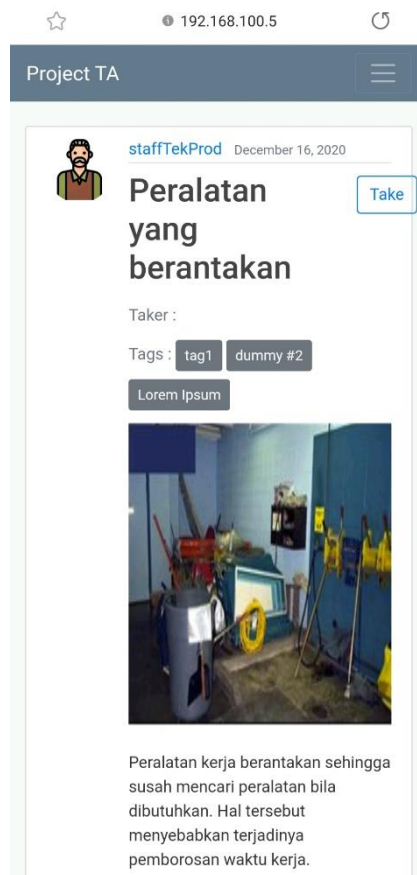 192.168.100.5
Project TA
staffTekProd December 16, 2020
Peralatan
Take
yang
berantakan
Taker :
Tags : tag1 dummy #2
Lorem Ipsum
Peralatan kerja berantakan sehingga
susah mencari peralatan bila
dibutuhkan. Hal tersebut
menyebabkan terjadinya
pemborosan waktu kerja.